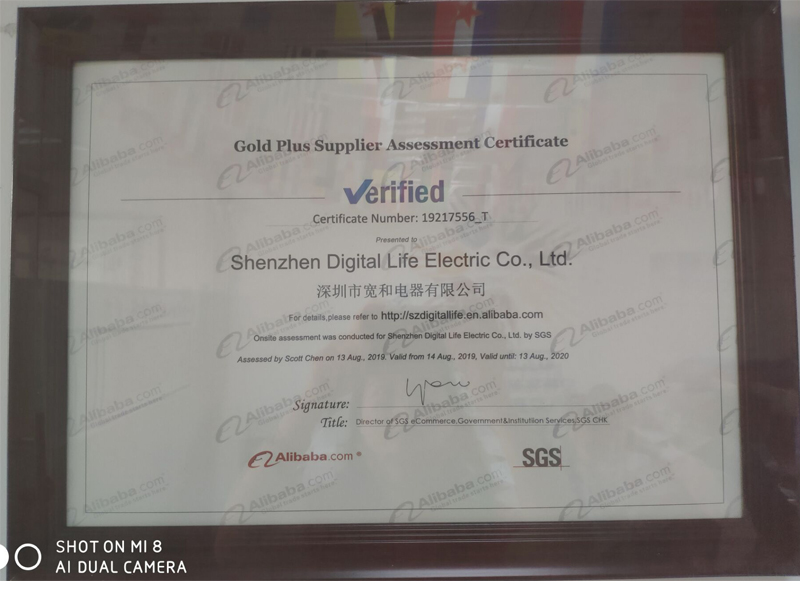 Gold Plus Supplier Assessment Certificate
Verified
Certificate Number: 19217556_T
Presented to
Shenzhen Digital Life Electric Co., Ltd.
深圳市宽和电器有限公司
For details,please refer to http://szdigitallife.en.alibaba.com
Onsite assessment was conducted for Shenzhen Digital Life Electric Co., Ltd. by SGS
Assessed by Scott Chen on 13 Aug., 2019. Valid from 14 Aug., 2019, Valid until: 13 Aug., 2020
Signature:
Title: Director of SGS eCommerce,Government&Institution Services,SGS CHK
Alibaba.com®
SGS
SHOT ON MI 8
AI DUAL CAMERA